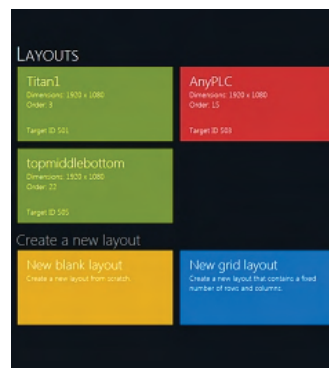 LAYOUTS
Titan1
Dimensions: 1920 x 1080
Order: 3
Target ID 501
AnyPLC
Dimensions: 1920 x 1080
Order: 15
Target ID 503
topmiddlebottom
Dimensions: 1920 x 1080
Order: 22
Target ID 505
Create a new layout
New blank layout
Create a new layout from scratch.
New grid layout
Create a new layout that contains a fixed
number of rows and columns.